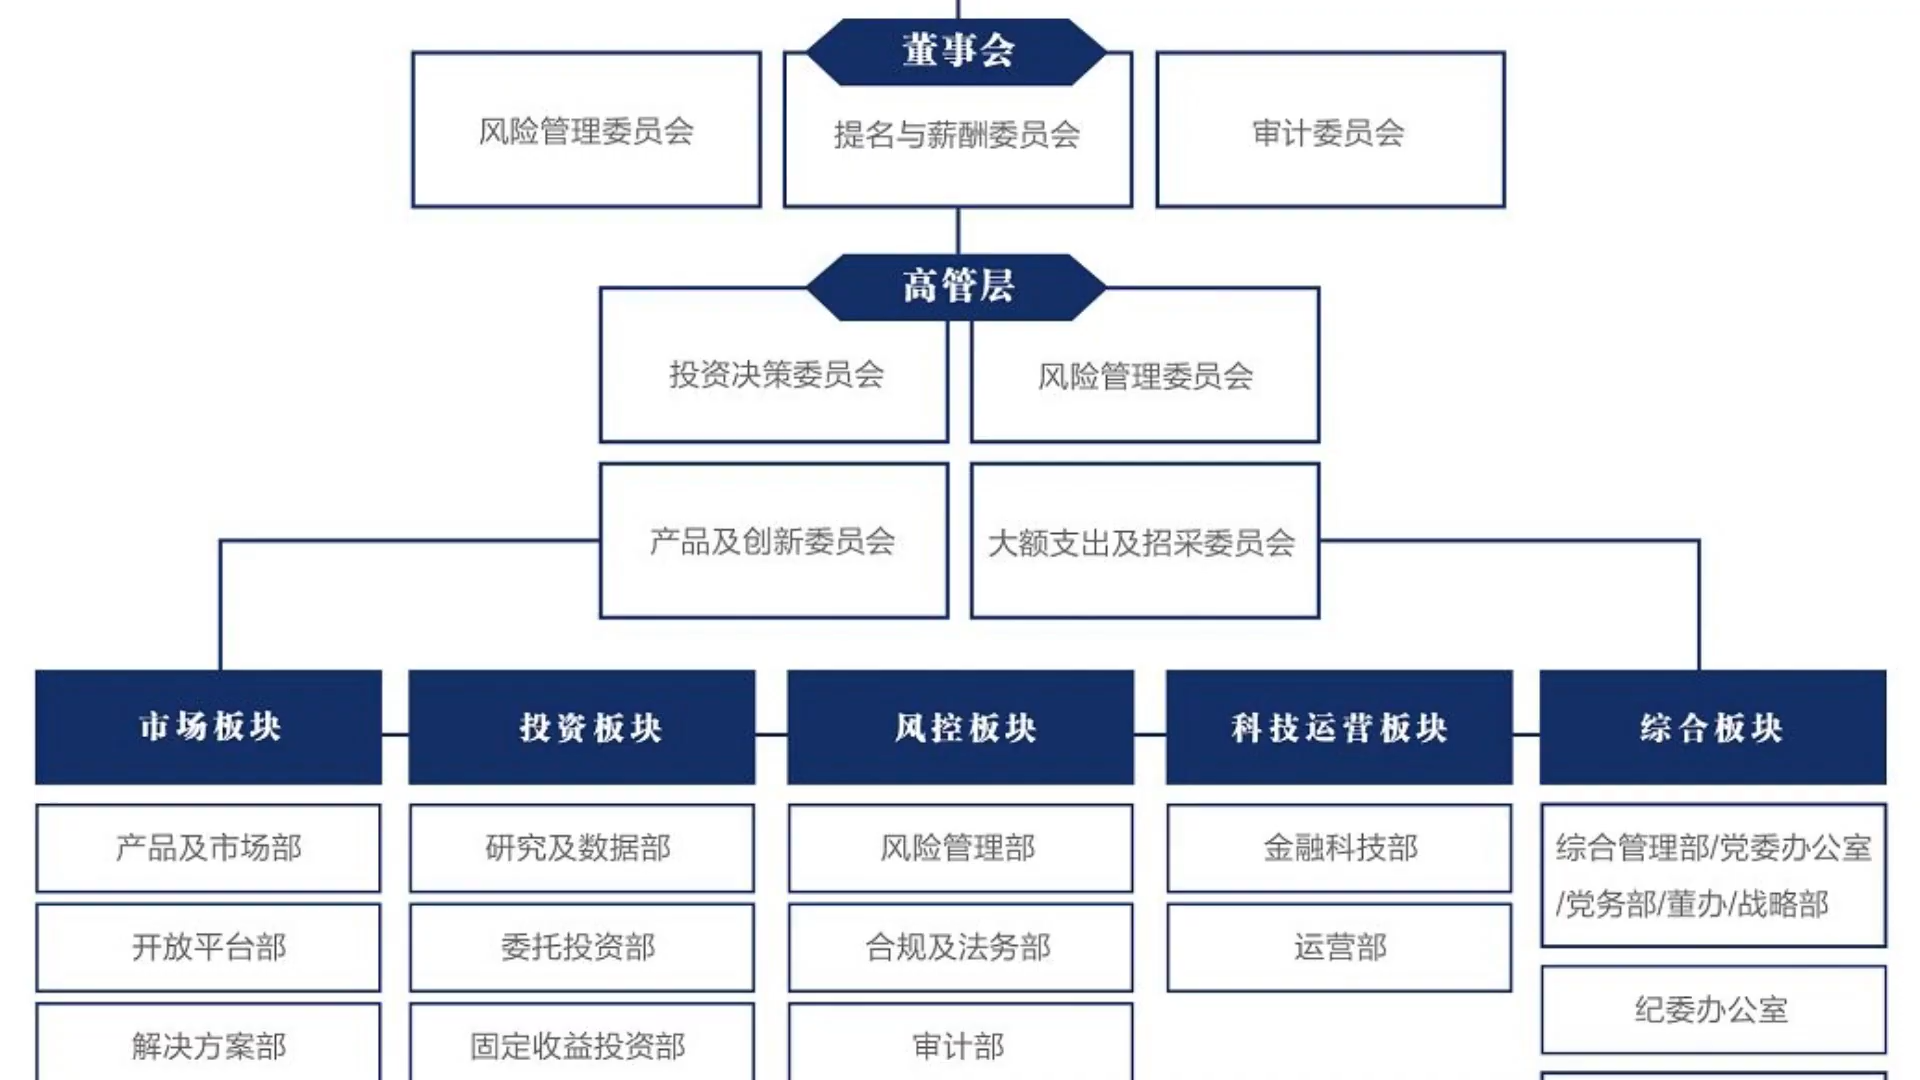 董事会
风险管理委员会
提名与薪酬委员会
审计委员会
高管层
投资决策委员会
风险管理委员会
产品及创新委员会
大额支出及招采委员会
市场板块
投资板块
风控板块
科技运营板块
综合板块
产品及市场部
研究及数据部
风险管理部
金融科技部
综合管理部/党委办公室
/党务部/董办/战略部
开放平台部
委托投资部
合规及法务部
运营部
纪委办公室
解决方案部
固定收益投资部
审计部